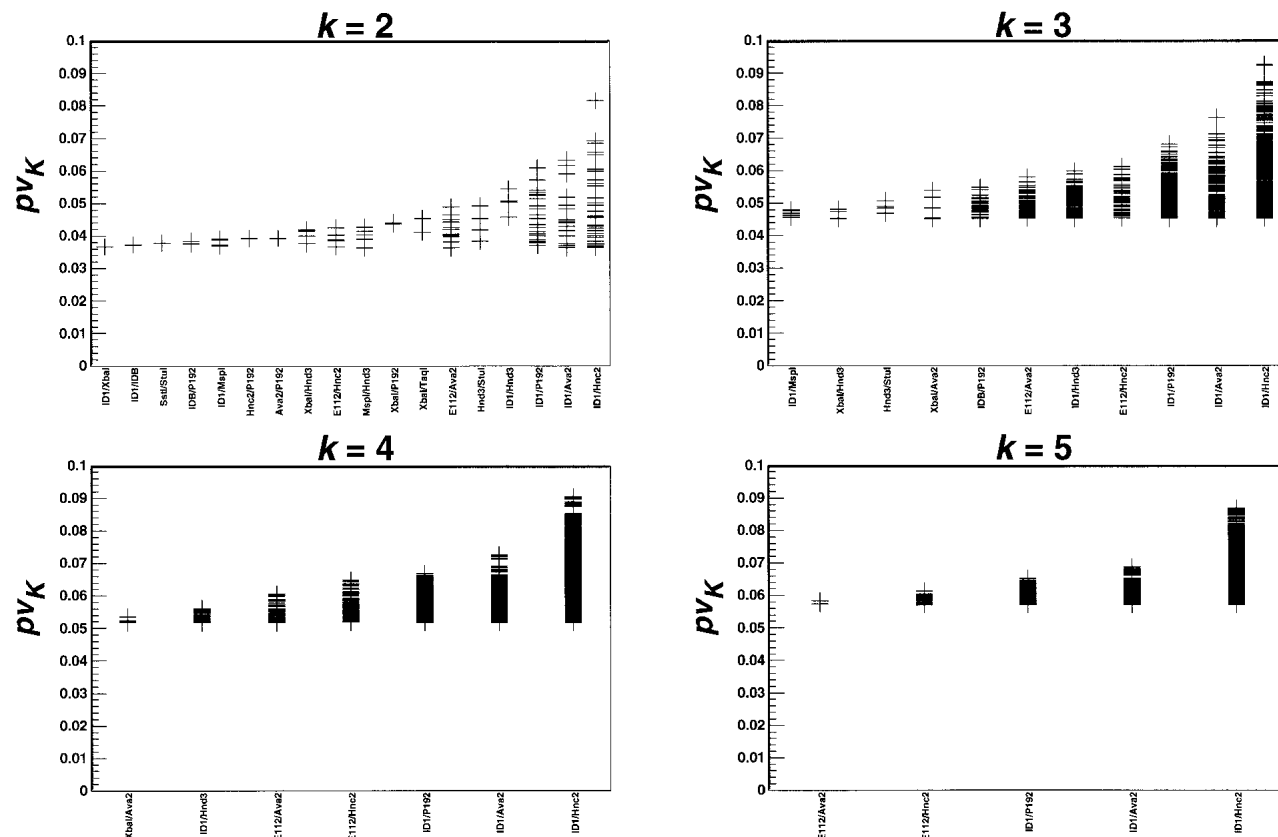 k = 2
pvK
0.1
0.09
0.08
0.07
0.06
0.05
0.04
0.03
0.02
0.01
0
ID1/XbaI
ID1/IDB
SstI/StuI
IDB/P192
ID1/MspI
Hnc2/P192
Ava2/P192
XbaI/Hnd3
E112/Hnc2
MspI/Hnd3
XbaI/P192
XbaI/TaqI
E112/Ava2
Hnd3/StuI
ID1/Hnd3
ID1/P192
ID1/Ava2
ID1/Hnc2
k = 3
pvK
0.1
0.09
0.08
0.07
0.06
0.05
0.04
0.03
0.02
0.01
0
ID1/MspI
XbaI/Hnd3
Hnd3/StuI
XbaI/Ava2
IDB/P192
E112/Ava2
ID1/Hnd3
E112/Hnc2
ID1/P192
ID1/Ava2
ID1/Hnc2
k = 4
pvK
0.1
0.09
0.08
0.07
0.06
0.05
0.04
0.03
0.02
0.01
0
XbaI/Ava2
ID1/Hnd3
E112/Ava2
E112/Hnc2
ID1/P192
ID1/Ava2
ID1/Hnc2
k = 5
pvK
0.1
0.09
0.08
0.07
0.06
0.05
0.04
0.03
0.02
0.01
0
E112/Ava2
E112/Hnc2
ID1/P192
ID1/Ava2
ID1/Hnc2